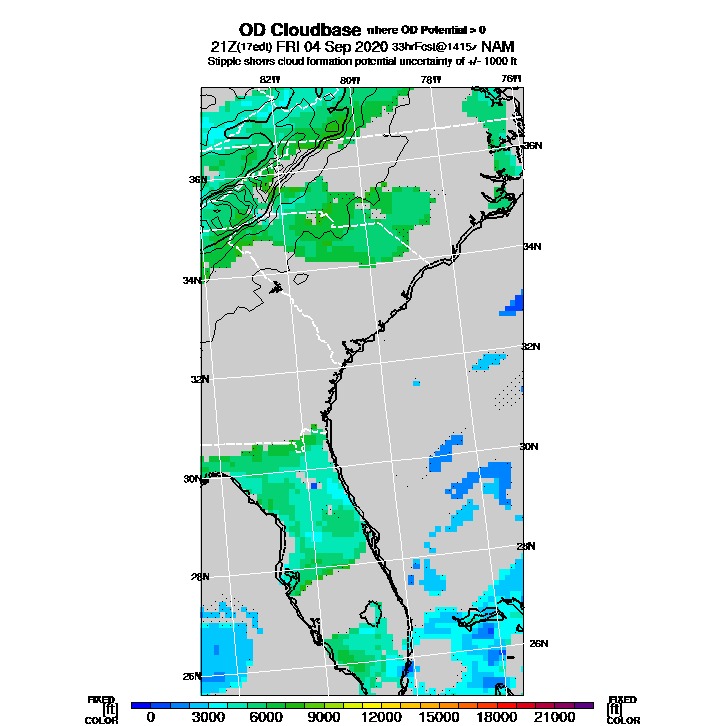 OD Cloudbase where OD Potential > 0
21Z(17edt) FRI 04 Sep 2020 33hrFcst@1415z NAM
Stipple shows cloud formation potential uncertainty of +/- 1000 ft
82W 80W 78W 76W
36N
36N
34N
34N
32N
32N
30N
30N
28N
28N
26N
26N
FIXED FIXED
[ft] [ft]
COLOR 0 3000 6000 9000 12000 15000 18000 21000 COLOR